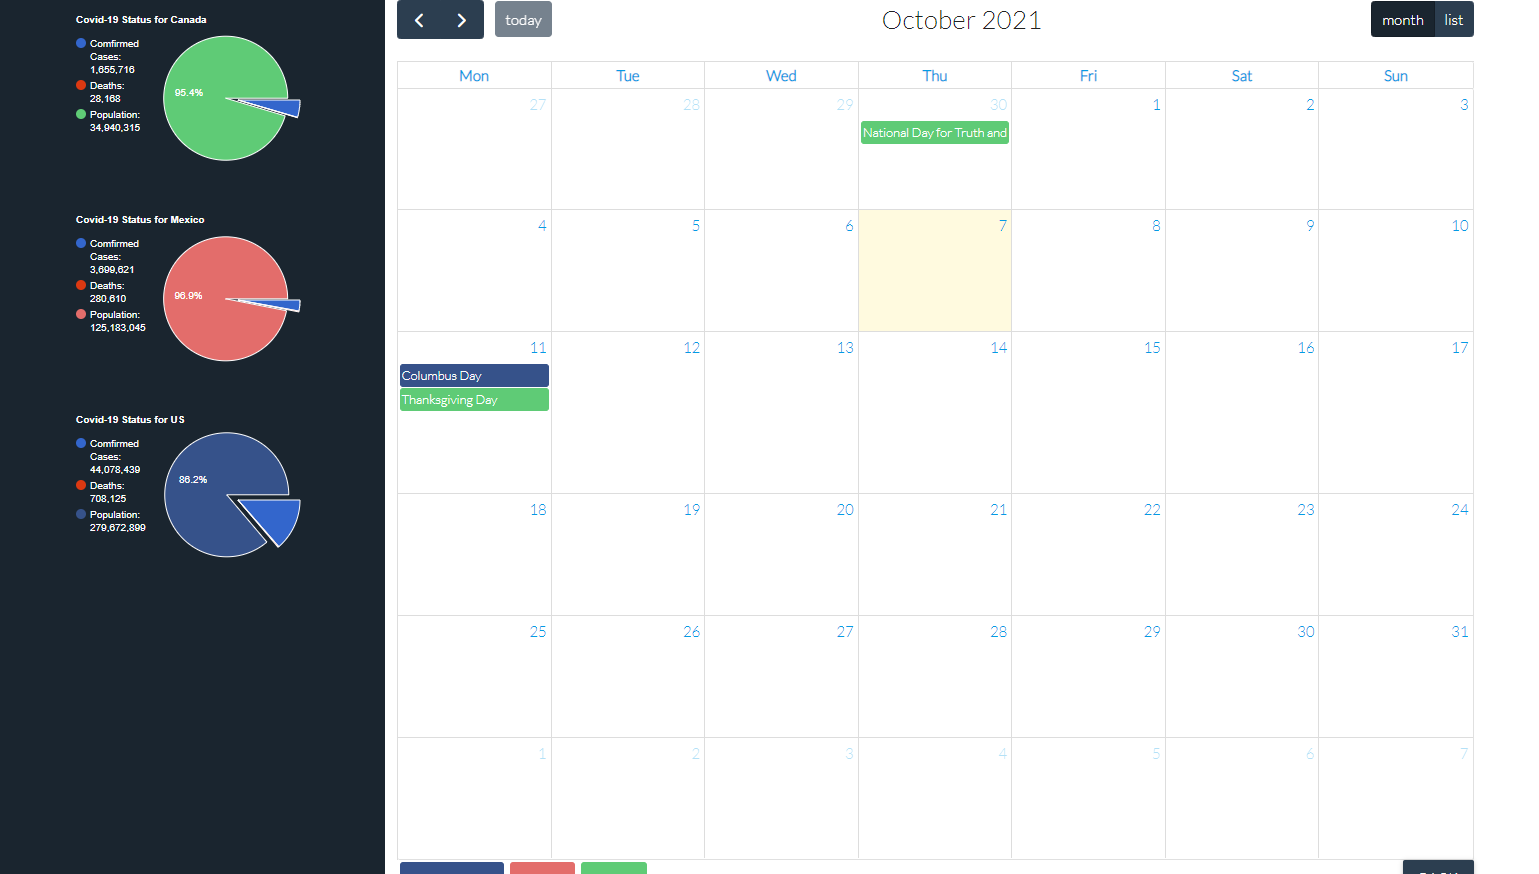 Covid-19 Status for Canada
Comfirmed
Cases:
1,655,716
Deaths:
28,168
Population:
34,940,315
95.4%
Covid-19 Status for Mexico
Comfirmed
Cases:
3,699,621
Deaths:
280,610
Population:
125,183,045
96.9%
Covid-19 Status for US
Comfirmed
Cases:
44,078,439
Deaths:
708,125
Population:
279,672,899
86.2%
today
October 2021
month list
Mon Tue Wed Thu Fri Sat Sun
27 28 29 30 1 2 3
National Day for Truth and
4 5 6 7 8 9 10
11 12 13 14 15 16 17
Columbus Day
Thanksgiving Day
18 19 20 21 22 23 24
25 26 27 28 29 30 31
1 2 3 4 5 6 7